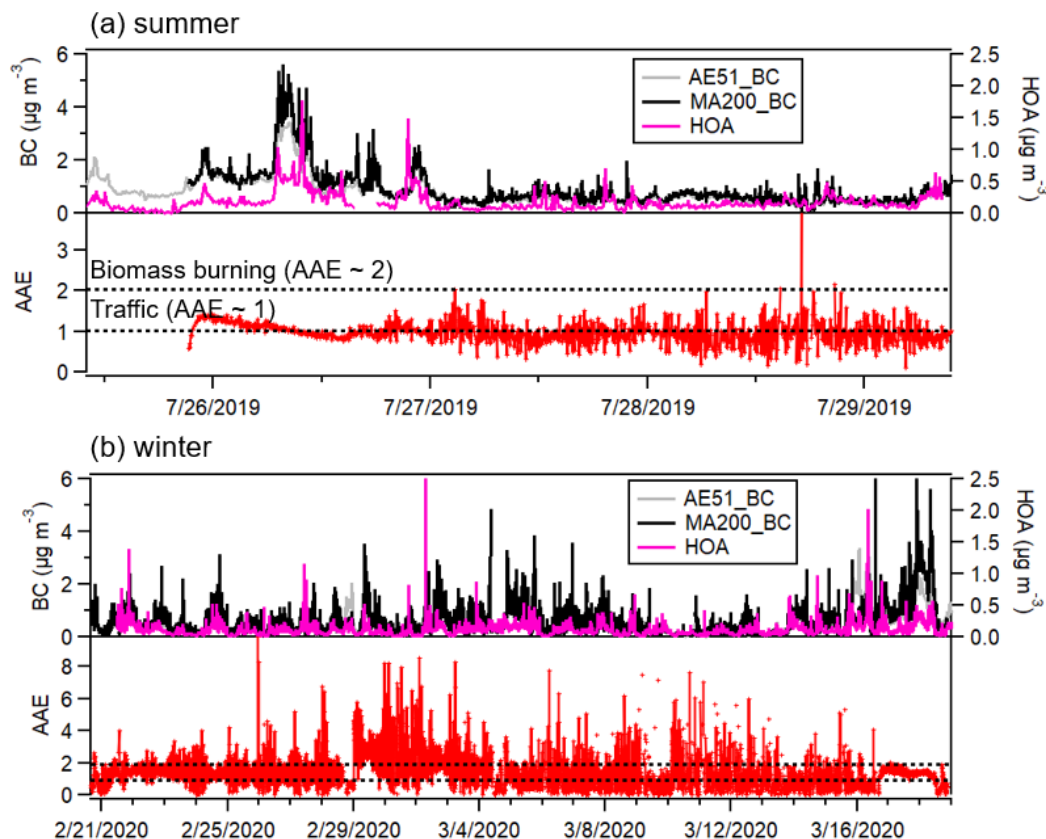 (a) summer
6
4
2
0
BC (µg m⁻³)
2.5
2.0
1.5
1.0
0.5
0.0
HOA (µg m⁻³)
AE51_BC
MA200_BC
HOA
3
2
1
0
AAE
Biomass burning (AAE ~ 2)
Traffic (AAE ~ 1)
7/26/2019 7/27/2019 7/28/2019 7/29/2019
(b) winter
6
4
2
0
BC (µg m⁻³)
2.5
2.0
1.5
1.0
0.5
0.0
HOA (µg m⁻³)
AE51_BC
MA200_BC
HOA
8
6
4
2
0
AAE
2/21/2020 2/25/2020 2/29/2020 3/4/2020 3/8/2020 3/12/2020 3/16/2020